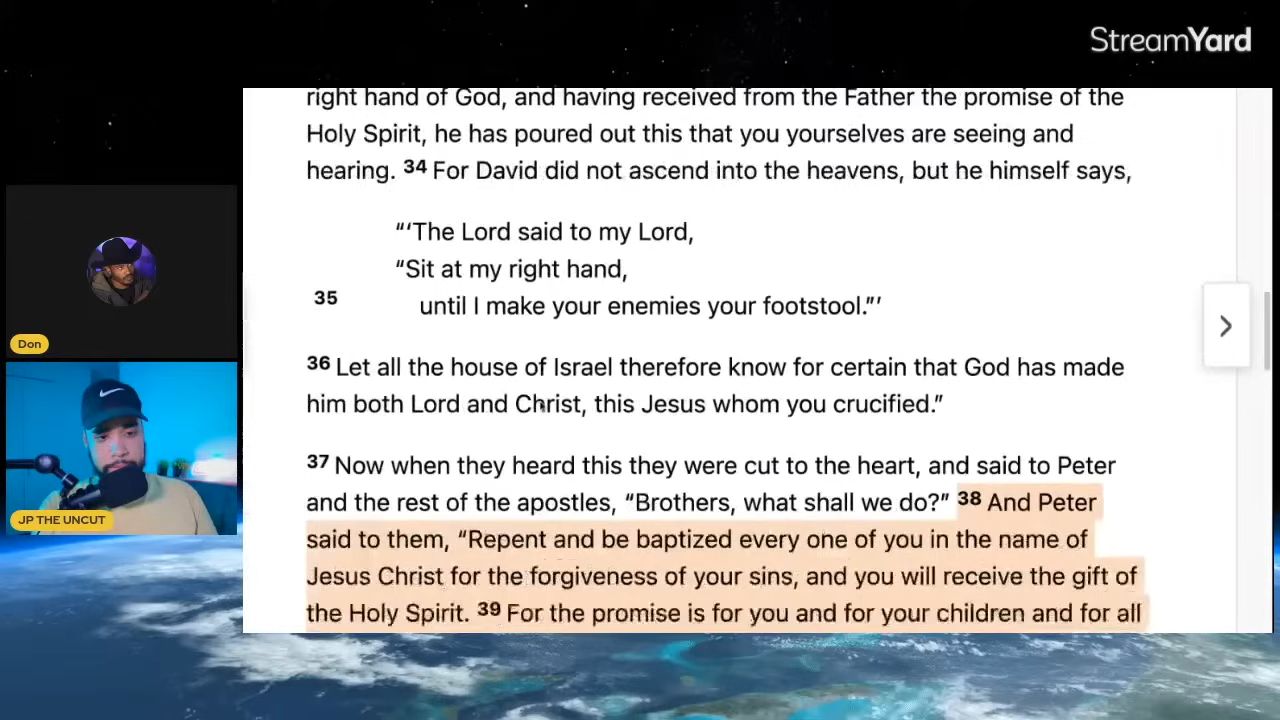 StreamYard
right hand of God, and having received from the Father the promise of the
Holy Spirit, he has poured out this that you yourselves are seeing and
hearing. 34 For David did not ascend into the heavens, but he himself says,
“‘The Lord said to my Lord,
“Sit at my right hand,
35 until I make your enemies your footstool.”’
36 Let all the house of Israel therefore know for certain that God has made
him both Lord and Christ, this Jesus whom you crucified.”
37 Now when they heard this they were cut to the heart, and said to Peter
and the rest of the apostles, “Brothers, what shall we do?” 38 And Peter
said to them, “Repent and be baptized every one of you in the name of
Jesus Christ for the forgiveness of your sins, and you will receive the gift of
the Holy Spirit. 39 For the promise is for you and for your children and for all
Don
JP THE UNCUT